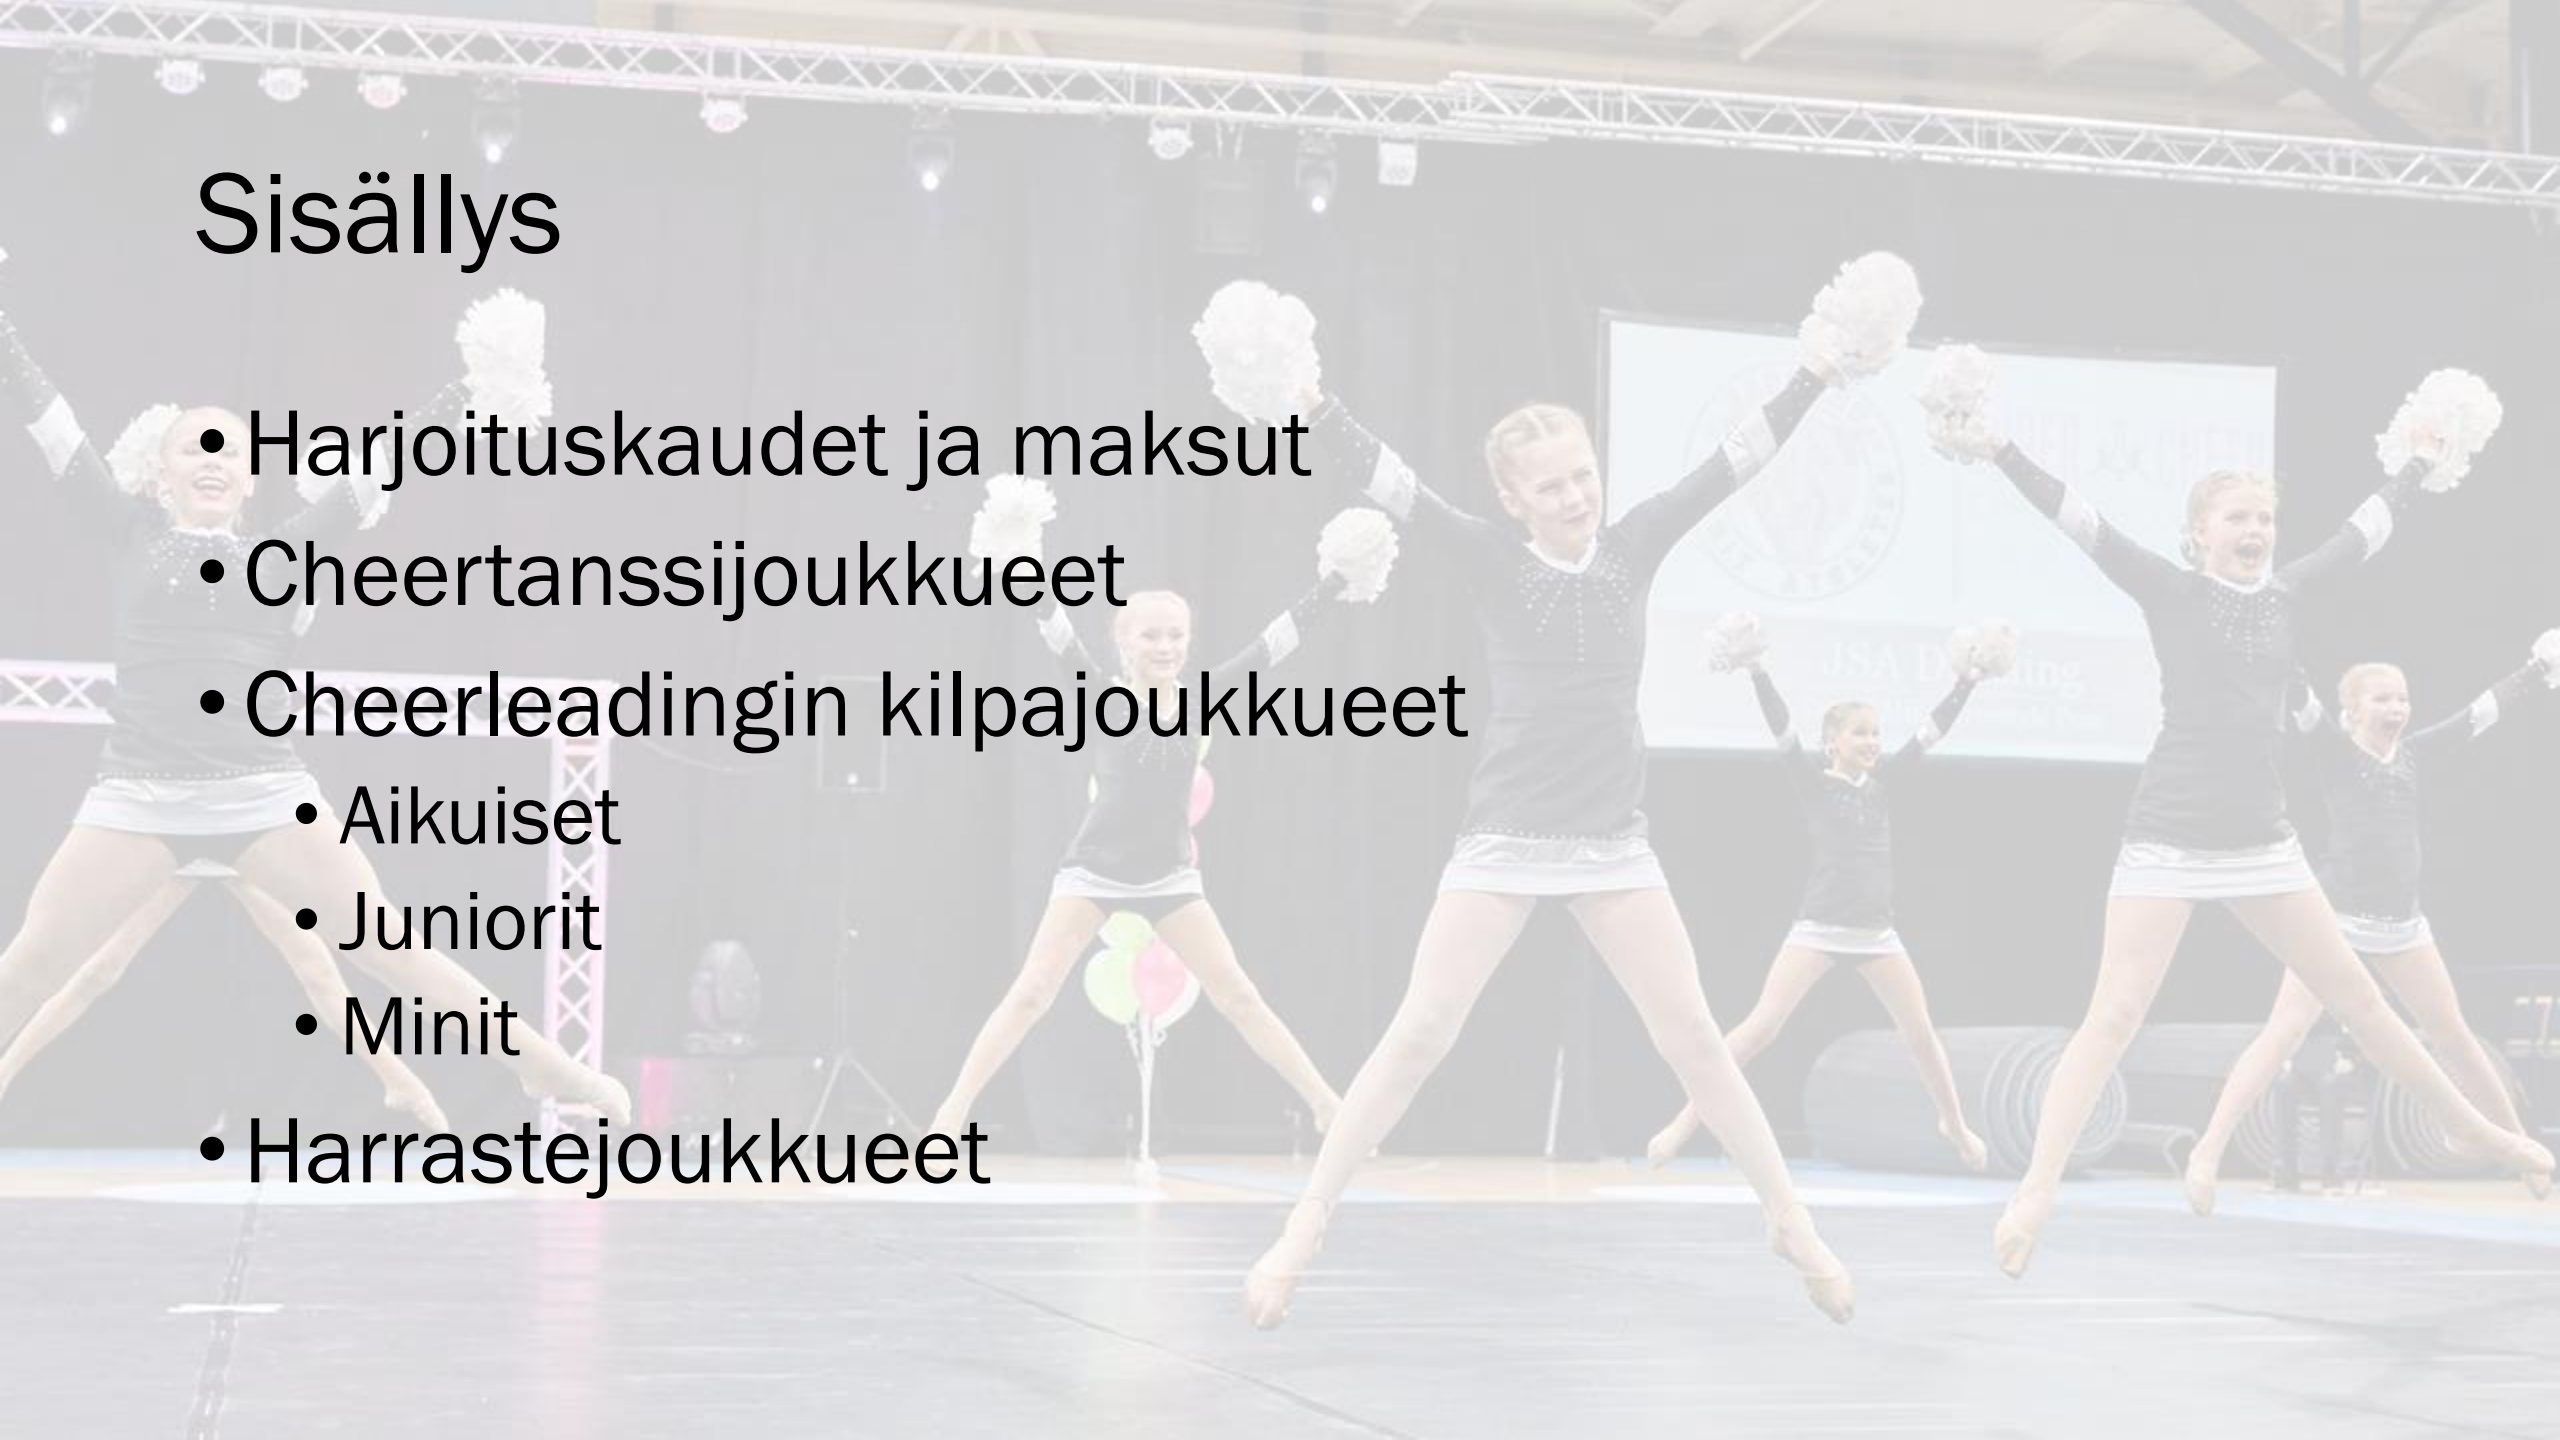 Sisällys
• Harjoituskaudet ja maksut
• Cheertanssijoukkueet
• Cheerleadingin kilpajoukkueet
• Aikuiset
• Juniorit
• Minit
• Harrastejoukkueet